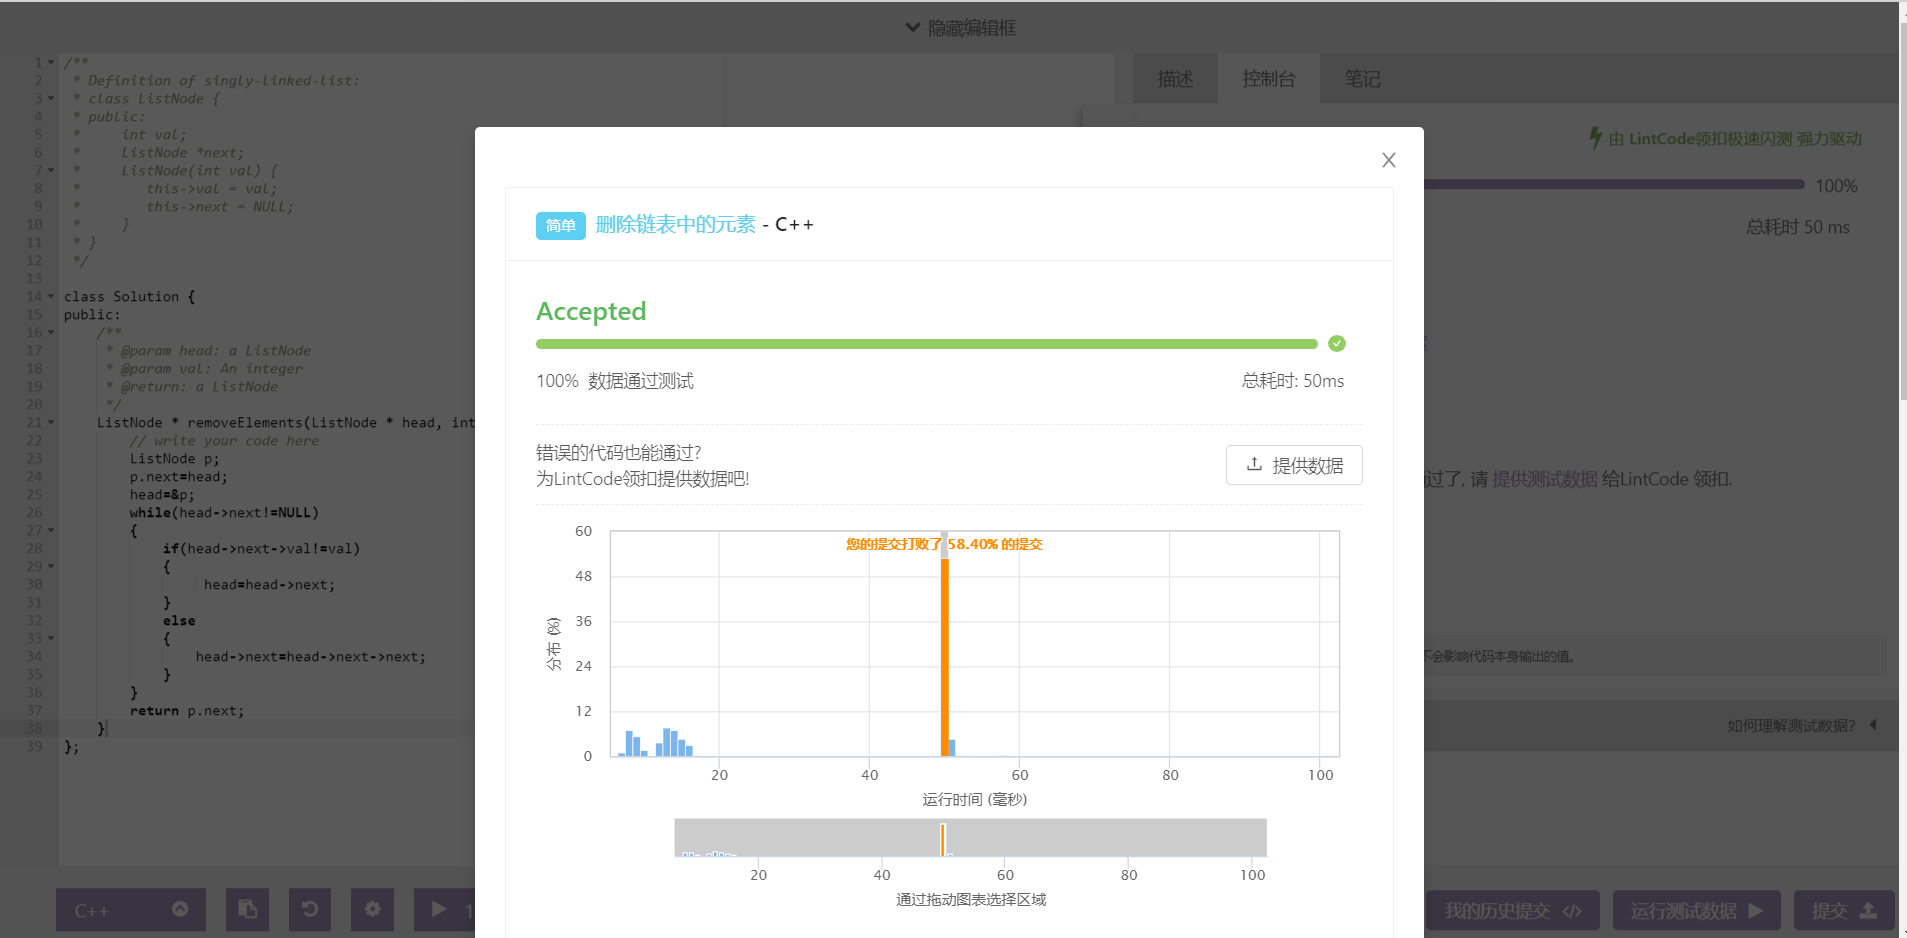 隐藏编辑框
1 /**
2 * Definition of singly-linked-list:
3 * class ListNode {
4 * public:
5 * int val;
6 * ListNode *next;
7 * ListNode(int val) {
8 * this->val = val;
9 * this->next = NULL;
10 * }
11 * }
12 */
13
14 class Solution {
15 public:
16 /**
17 * @param head: a ListNode
18 * @param val: An integer
19 * @return: a ListNode
20 */
21 ListNode * removeElements(ListNode * head, int
22 // write your code here
23 ListNode p;
24 p.next=head;
25 head=&p;
26 while(head->next!=NULL)
27 {
28 if(head->next->val!=val)
29 {
30 head=head->next;
31 }
32 else
33 {
34 head->next=head->next->next;
35 }
36 }
37 return p.next;
38 }
39 };
C++
1
描述 控制台 笔记
由 LintCode领扣极速闪测 强力驱动
100%
总耗时 50 ms
过了, 请 提供测试数据 给LintCode 领扣.
不会影响代码本身输出的值。
如何理解测试数据?
我的历史提交 </> 运行测试数据 提交
X
简单 删除链表中的元素 - C++
Accepted
100% 数据通过测试 总耗时: 50ms
错误的代码也能通过?
为LintCode领扣提供数据吧!
提供数据
您的提交打败了 58.40% 的提交
分布 (%)
60
48
36
24
12
0
20 40 60 80 100
运行时间 (毫秒)
20 40 60 80 100
通过拖动图表选择区域